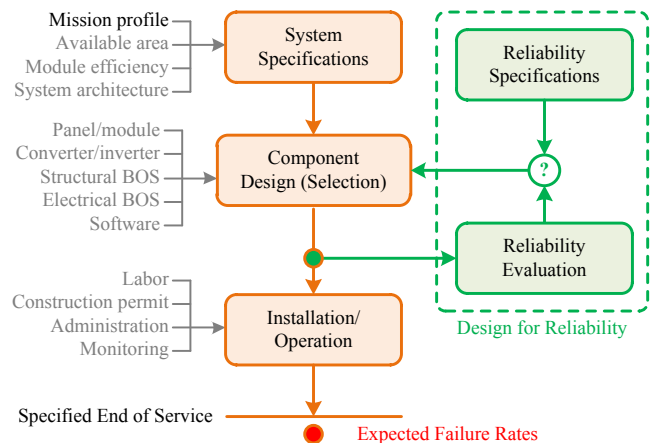 Mission profile
Available area
Module efficiency
System architecture
System
Specifications
Reliability
Specifications
Panel/module
Converter/inverter
Structural BOS
Electrical BOS
Software
Component
Design (Selection)
?
Reliability
Evaluation
Labor
Construction permit
Administration
Monitoring
Installation/
Operation
Design for Reliability
Specified End of Service
Expected Failure Rates